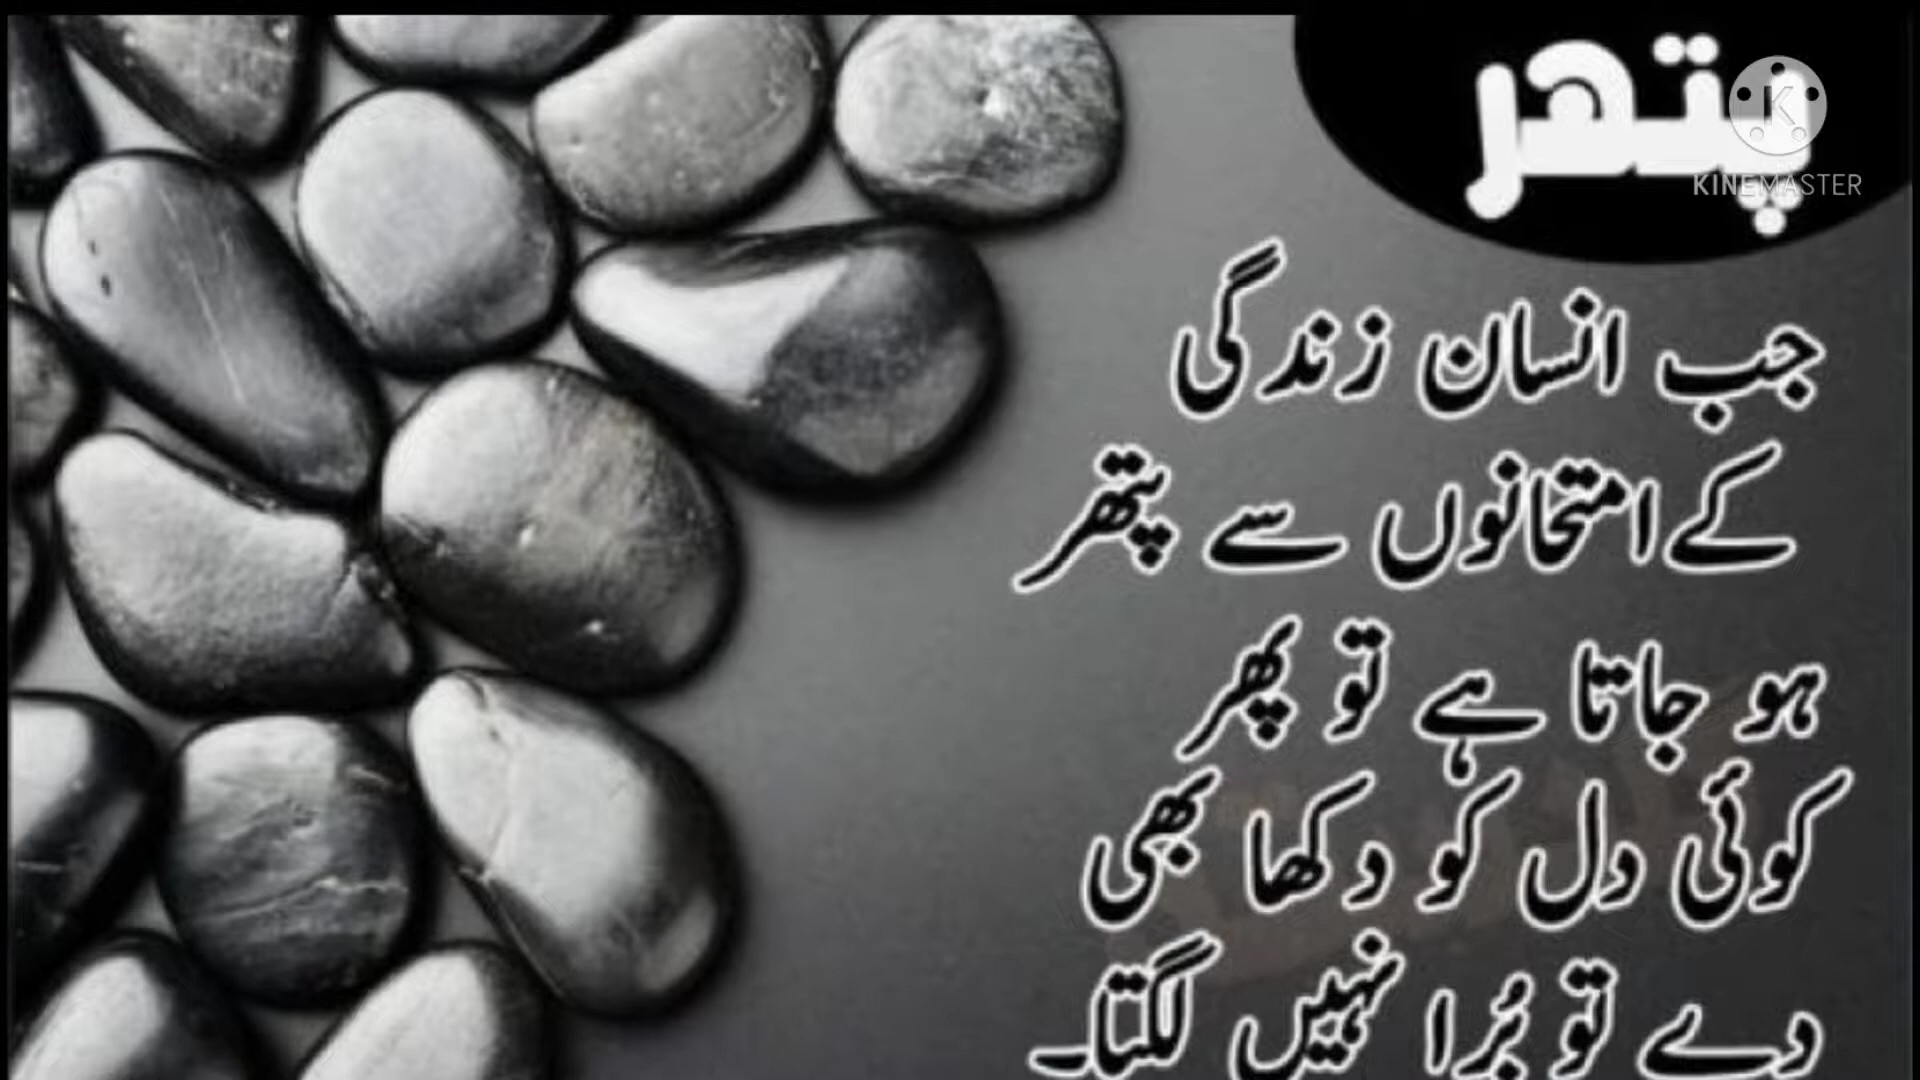 پتھر
KINEMASTER
جب انسان زندگی
کے امتحانوں سے پتھر
ہو جاتا ہے تو پھر
کوئی دل کو دکھا بھی
دے تو بُرا نہیں لگتا۔